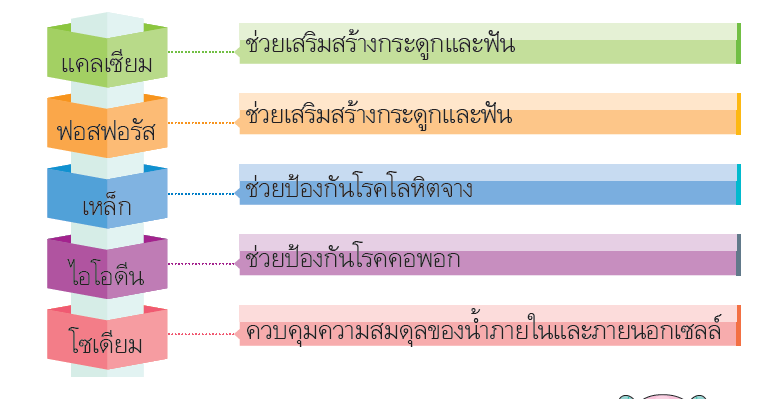 แคลเซียม
ช่วยเสริมสร้างกระดูกและฟัน
ฟอสฟอรัส
ช่วยเสริมสร้างกระดูกและฟัน
เหล็ก
ช่วยป้องกันโรคโลหิตจาง
ไอโอดีน
ช่วยป้องกันโรคคอพอก
โซเดียม
ควบคุมความสมดุลของน้ำภายในและภายนอกเซลล์